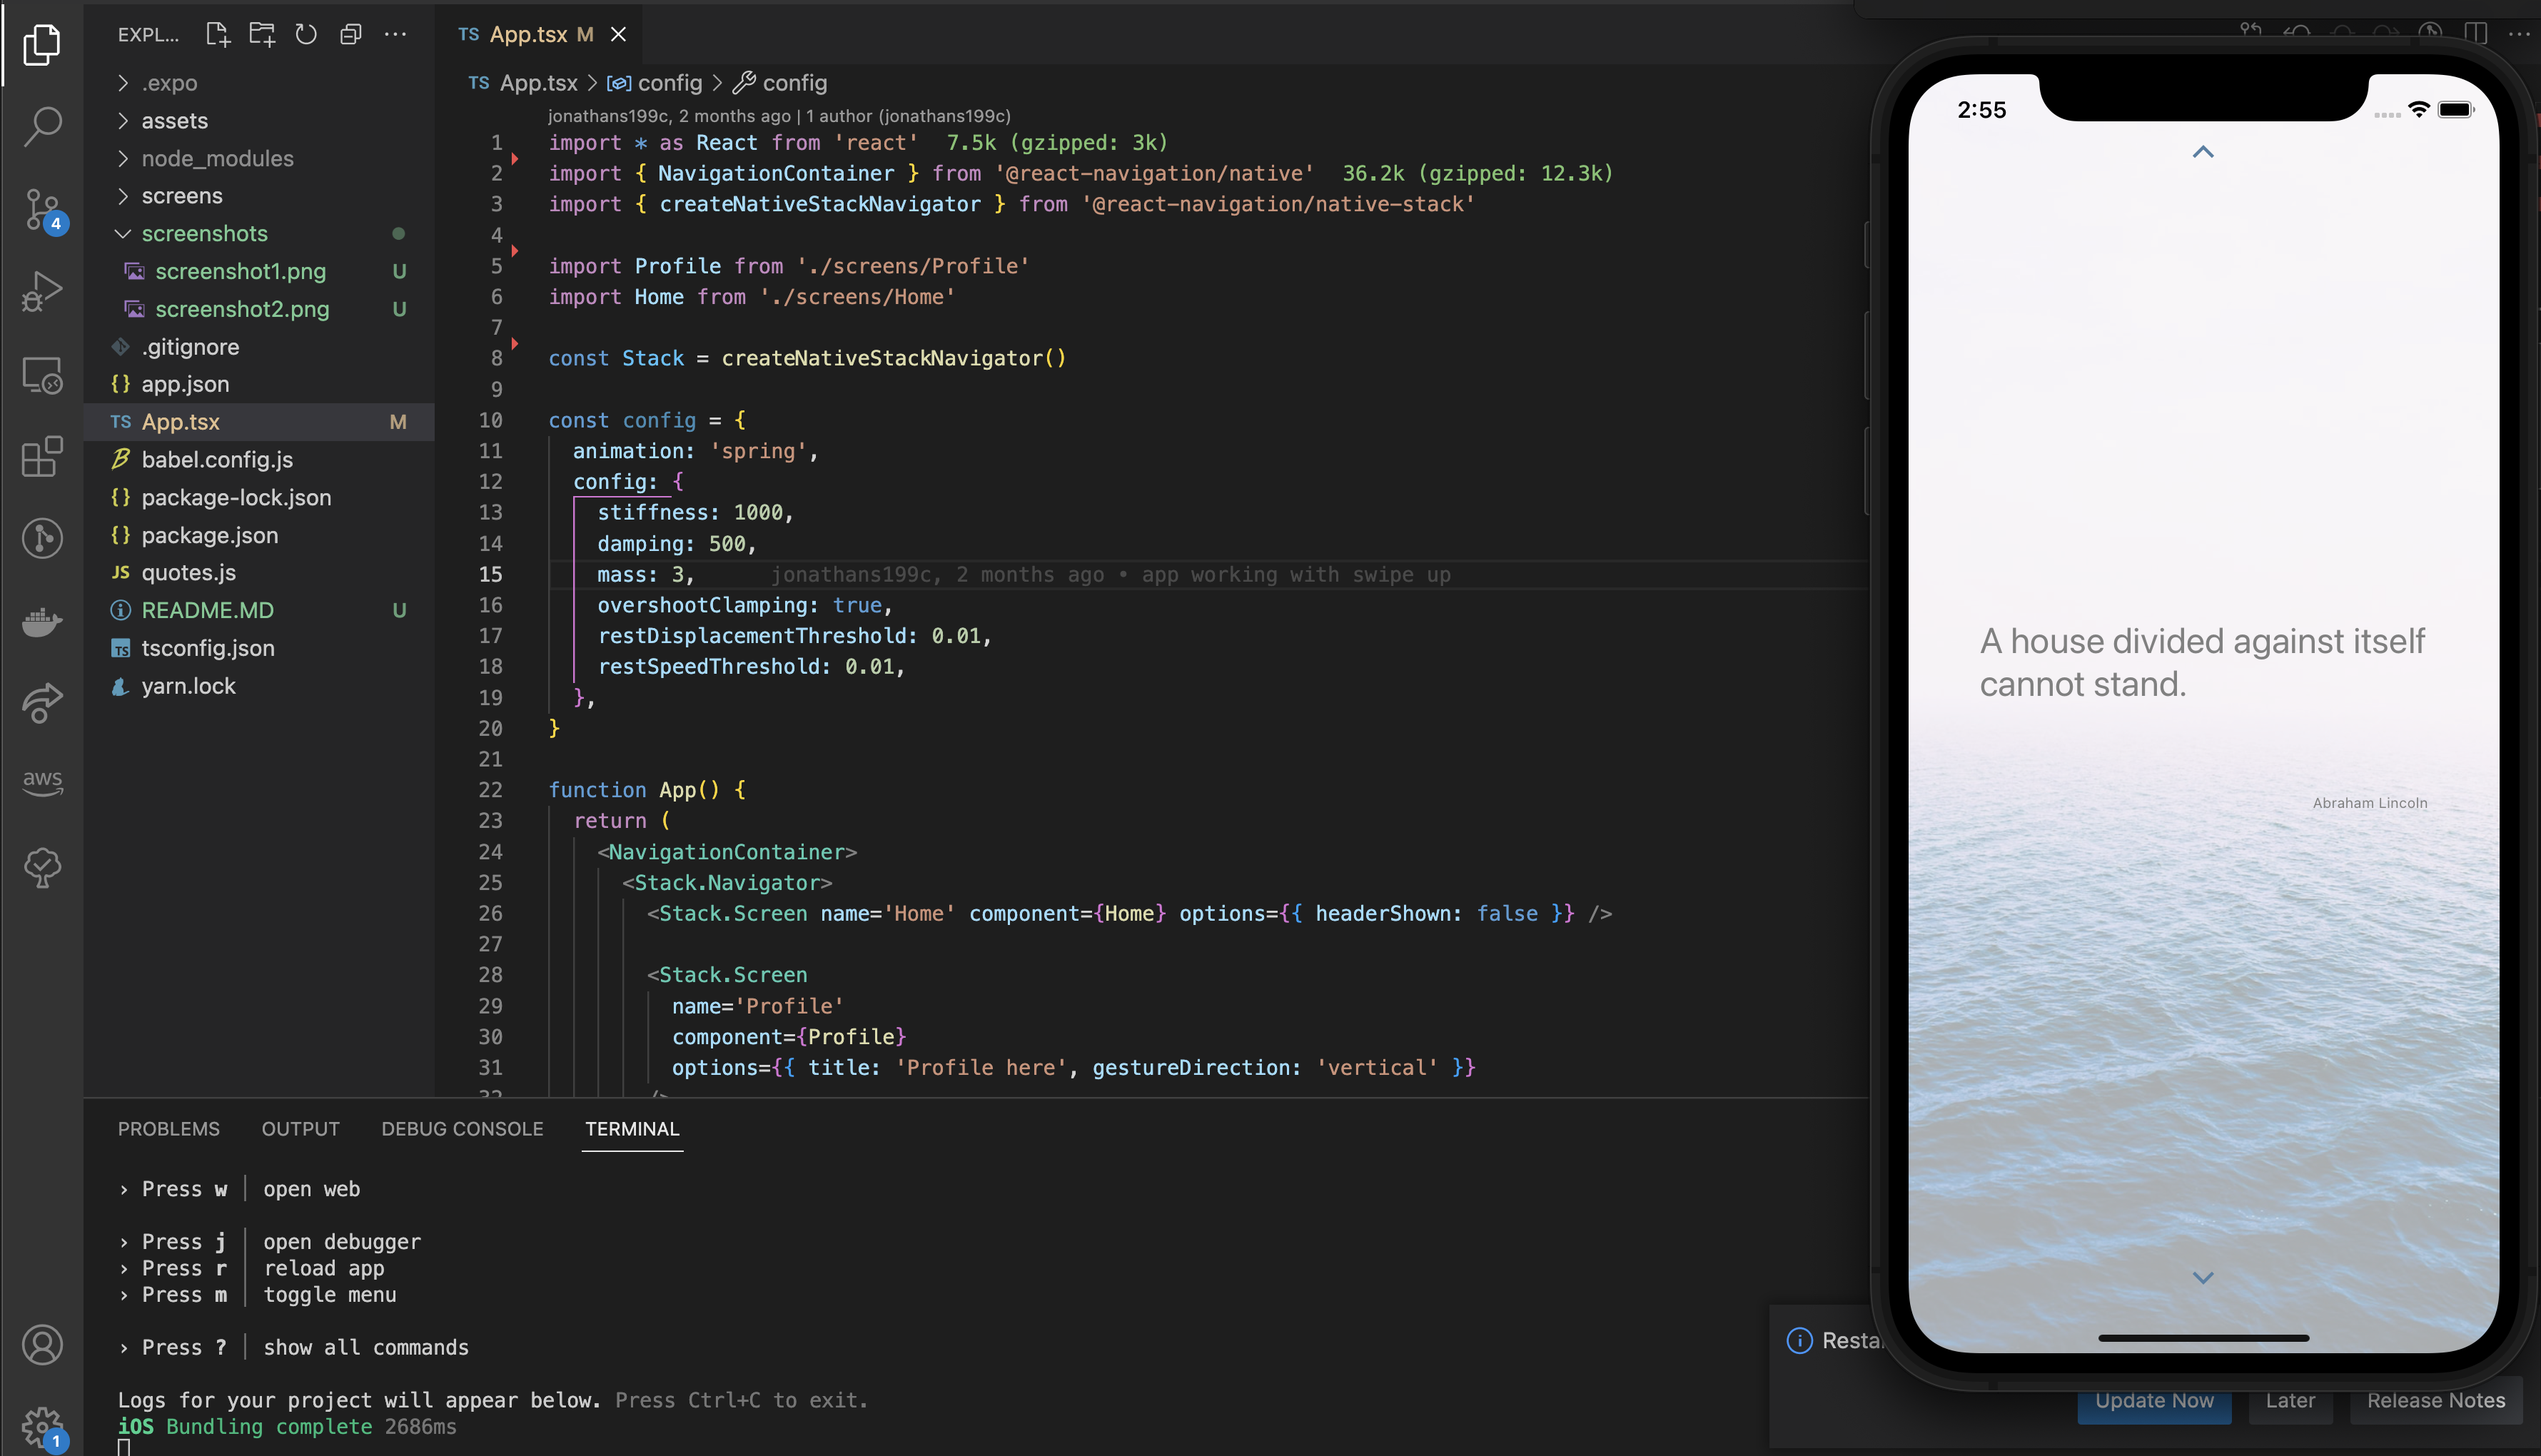 EXPL...
.expo
assets
node_modules
screens
screenshots
screenshot1.png U
screenshot2.png U
.gitignore
{} app.json
TS App.tsx M
babel.config.js
{} package-lock.json
{} package.json
JS quotes.js
README.MD U
TS tsconfig.json
yarn.lock
4
aws
1
TS App.tsx M
TS App.tsx > config > config
jonathans199c, 2 months ago | 1 author (jonathans199c)
1 import * as React from 'react' 7.5k (gzipped: 3k)
2 import { NavigationContainer } from '@react-navigation/native' 36.2k (gzipped: 12.3k)
3 import { createNativeStackNavigator } from '@react-navigation/native-stack'
4
5 import Profile from './screens/Profile'
6 import Home from './screens/Home'
7
8 const Stack = createNativeStackNavigator()
9
10 const config = {
11 animation: 'spring',
12 config: {
13 stiffness: 1000,
14 damping: 500,
15 mass: 3, jonathans199c, 2 months ago • app working with swipe up
16 overshootClamping: true,
17 restDisplacementThreshold: 0.01,
18 restSpeedThreshold: 0.01,
19 },
20 }
21
22 function App() {
23 return (
24 <NavigationContainer>
25 <Stack.Navigator>
26 <Stack.Screen name='Home' component={Home} options={{ headerShown: false }} />
27
28 <Stack.Screen
29 name='Profile'
30 component={Profile}
31 options={{ title: 'Profile here', gestureDirection: 'vertical' }}
32 />
PROBLEMS OUTPUT DEBUG CONSOLE TERMINAL
› Press w │ open web
› Press j │ open debugger
› Press r │ reload app
› Press m │ toggle menu
› Press ? │ show all commands
Logs for your project will appear below. Press Ctrl+C to exit.
iOS Bundling complete 2686ms
2:55
A house divided against itself
cannot stand.
Abraham Lincoln
Update Now Later Release Notes